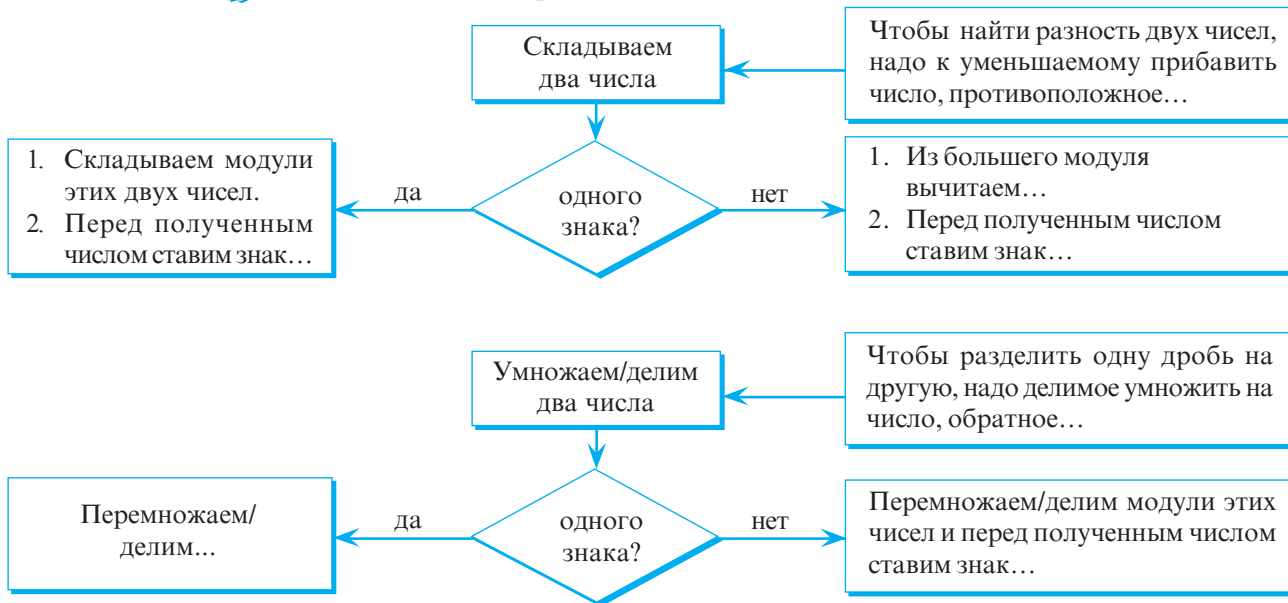 Складываем
два числа
Чтобы найти разность двух чисел,
надо к уменьшаемому прибавить
число, противоположное…
1. Складываем модули
этих двух чисел.
2. Перед полученным
числом ставим знак…
да
одного
знака?
нет
1. Из большего модуля
вычитаем…
2. Перед полученным числом
ставим знак…
Умножаем/делим
два числа
Чтобы разделить одну дробь на
другую, надо делимое умножить на
число, обратное…
Перемножаем/
делим...
да
одного
знака?
нет
Перемножаем/делим модули этих
чисел и перед полученным числом
ставим знак…